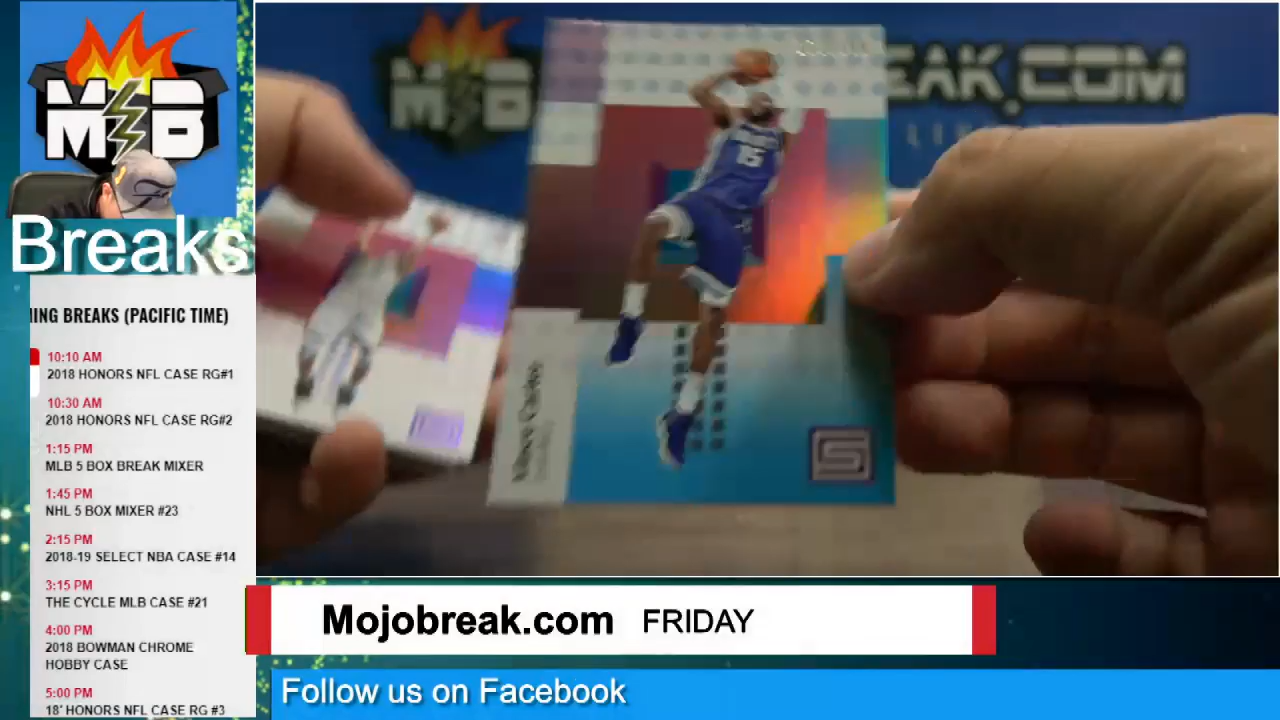 M B
M B
Breaks
ING BREAKS (PACIFIC TIME)
10:10 AM
2018 HONORS NFL CASE RG#1
10:30 AM
2018 HONORS NFL CASE RG#2
1:15 PM
MLB 5 BOX BREAK MIXER
1:45 PM
NHL 5 BOX MIXER #23
2:15 PM
2018-19 SELECT NBA CASE #14
3:15 PM
THE CYCLE MLB CASE #21
4:00 PM
2018 BOWMAN CHROME
HOBBY CASE
5:00 PM
18' HONORS NFL CASE RG #3
EAK.COM
LI
15
Vince Carter
S
Mojobreak.com FRIDAY
Follow us on Facebook